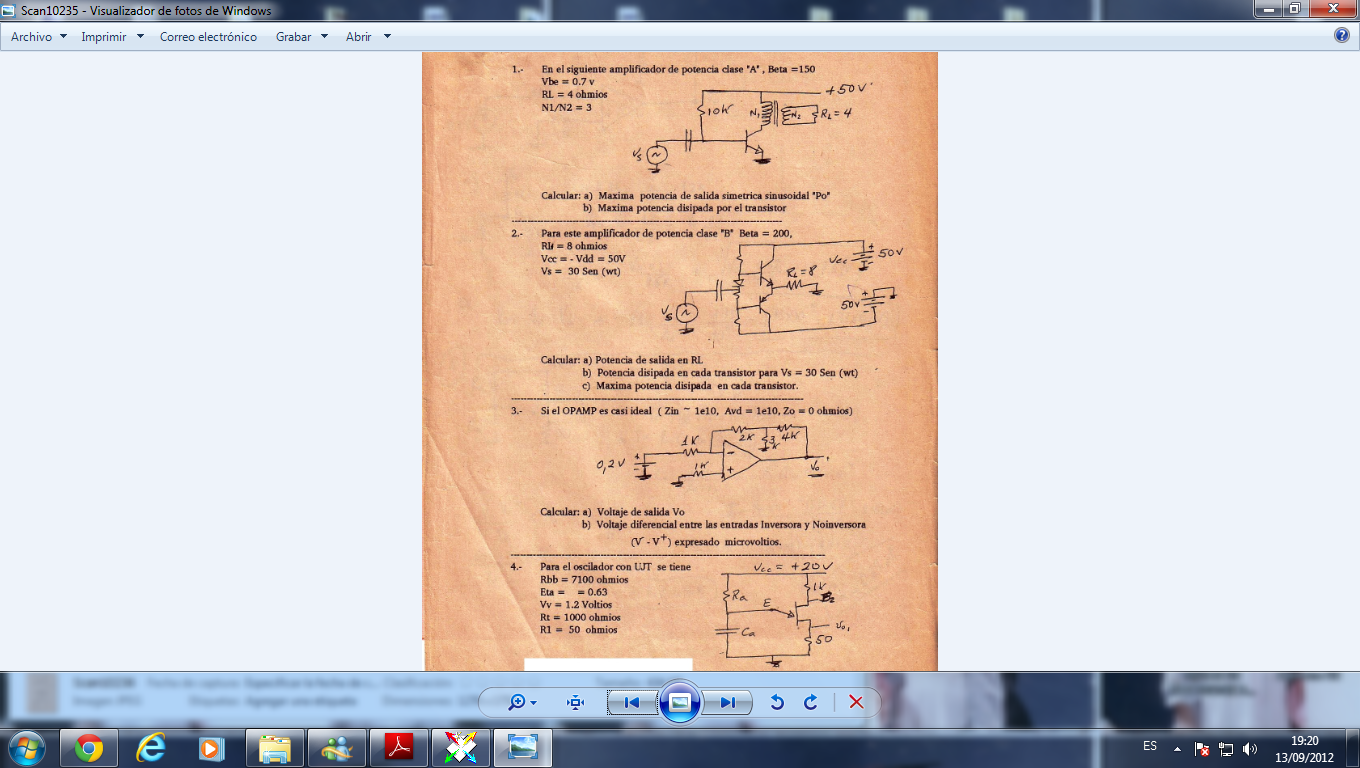 Scan10235 - Visualizador de fotos de Windows
Archivo Imprimir Correo electrónico Grabar Abrir
1.- En el siguiente amplificador de potencia clase "A" , Beta =150
Vbe = 0.7 v
RL = 4 ohmios
N1/N2 = 3
+50V
10K
N1 N2 RL=4
Vs
Calcular: a) Maxima potencia de salida simetrica sinusoidal "Po"
b) Maxima potencia disipada por el transistor
2.- Para este amplificador de potencia clase "B" Beta = 200,
Rl = 8 ohmios
Vcc = - Vdd = 50V
Vs = 30 Sen (wt)
Vcc + - 50V
RL=8
50V + -
Vs
Calcular: a) Potencia de salida en RL
b) Potencia disipada en cada transistor para Vs = 30 Sen (wt)
c) Maxima potencia disipada en cada transistor.
3.- Si el OPAMP es casi ideal ( Zin ~ 1e10, Avd = 1e10, Zo = 0 ohmios)
1K 2K 3K 4K
0,2V + -
1K - +
Vo
Calcular: a) Voltaje de salida Vo
b) Voltaje diferencial entre las entradas Inversora y Noinversora
(V- - V+) expresado microvoltios.
4.- Para el oscilador con UJT se tiene
Rbb = 7100 ohmios
Eta = = 0.63
Vv = 1.2 Voltios
Rt = 1000 ohmios
R1 = 50 ohmios
Vcc = +20V
Ra 1K
E B2
Ca Vo1
50
ES 19:20
13/09/2012